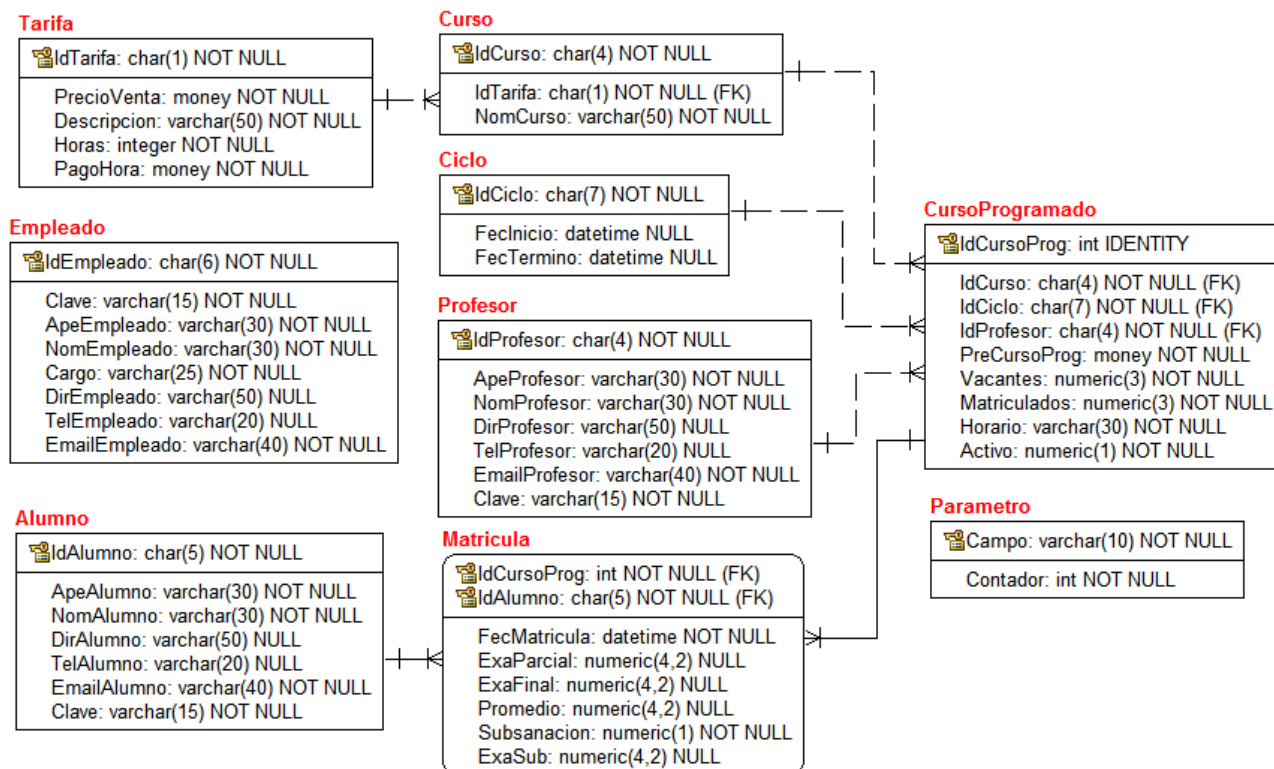 Tarifa
IdTarifa: char(1) NOT NULL
PrecioVenta: money NOT NULL
Descripcion: varchar(50) NOT NULL
Horas: integer NOT NULL
PagoHora: money NOT NULL
Curso
IdCurso: char(4) NOT NULL
IdTarifa: char(1) NOT NULL (FK)
NomCurso: varchar(50) NOT NULL
Ciclo
IdCiclo: char(7) NOT NULL
FecInicio: datetime NULL
FecTermino: datetime NULL
Empleado
IdEmpleado: char(6) NOT NULL
Clave: varchar(15) NOT NULL
ApeEmpleado: varchar(30) NOT NULL
NomEmpleado: varchar(30) NOT NULL
Cargo: varchar(25) NOT NULL
DirEmpleado: varchar(50) NULL
TelEmpleado: varchar(20) NULL
EmailEmpleado: varchar(40) NOT NULL
Profesor
IdProfesor: char(4) NOT NULL
ApeProfesor: varchar(30) NOT NULL
NomProfesor: varchar(30) NOT NULL
DirProfesor: varchar(50) NULL
TelProfesor: varchar(20) NULL
EmailProfesor: varchar(40) NOT NULL
Clave: varchar(15) NOT NULL
CursoProgramado
IdCursoProg: int IDENTITY
IdCurso: char(4) NOT NULL (FK)
IdCiclo: char(7) NOT NULL (FK)
IdProfesor: char(4) NOT NULL (FK)
PreCursoProg: money NOT NULL
Vacantes: numeric(3) NOT NULL
Matriculados: numeric(3) NOT NULL
Horario: varchar(30) NOT NULL
Activo: numeric(1) NOT NULL
Alumno
IdAlumno: char(5) NOT NULL
ApeAlumno: varchar(30) NOT NULL
NomAlumno: varchar(30) NOT NULL
DirAlumno: varchar(50) NULL
TelAlumno: varchar(20) NULL
EmailAlumno: varchar(40) NOT NULL
Clave: varchar(15) NOT NULL
Matricula
IdCursoProg: int NOT NULL (FK)
IdAlumno: char(5) NOT NULL (FK)
FecMatricula: datetime NOT NULL
ExaParcial: numeric(4,2) NULL
ExaFinal: numeric(4,2) NULL
Promedio: numeric(4,2) NULL
Subsanacion: numeric(1) NOT NULL
ExaSub: numeric(4,2) NULL
Parametro
Campo: varchar(10) NOT NULL
Contador: int NOT NULL